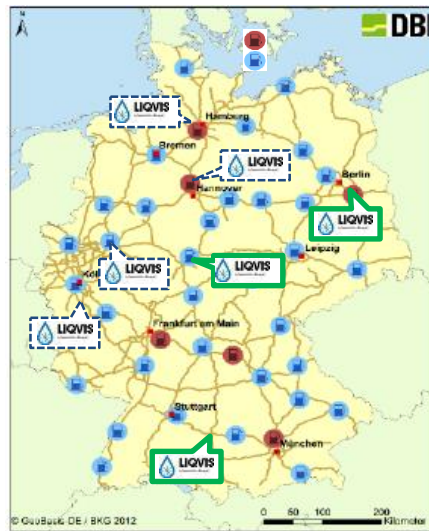 N
DBI
LIQVIS
Hamburg
Bremen
LIQVIS
Hannover
Berlin
LIQVIS
Leipzig
LIQVIS
LIQVIS
Köln
LIQVIS
Frankfurt am Main
Stuttgart
München
LIQVIS
0 50 100 200
Kilometer
© GeoBasis-DE / BKG 2012